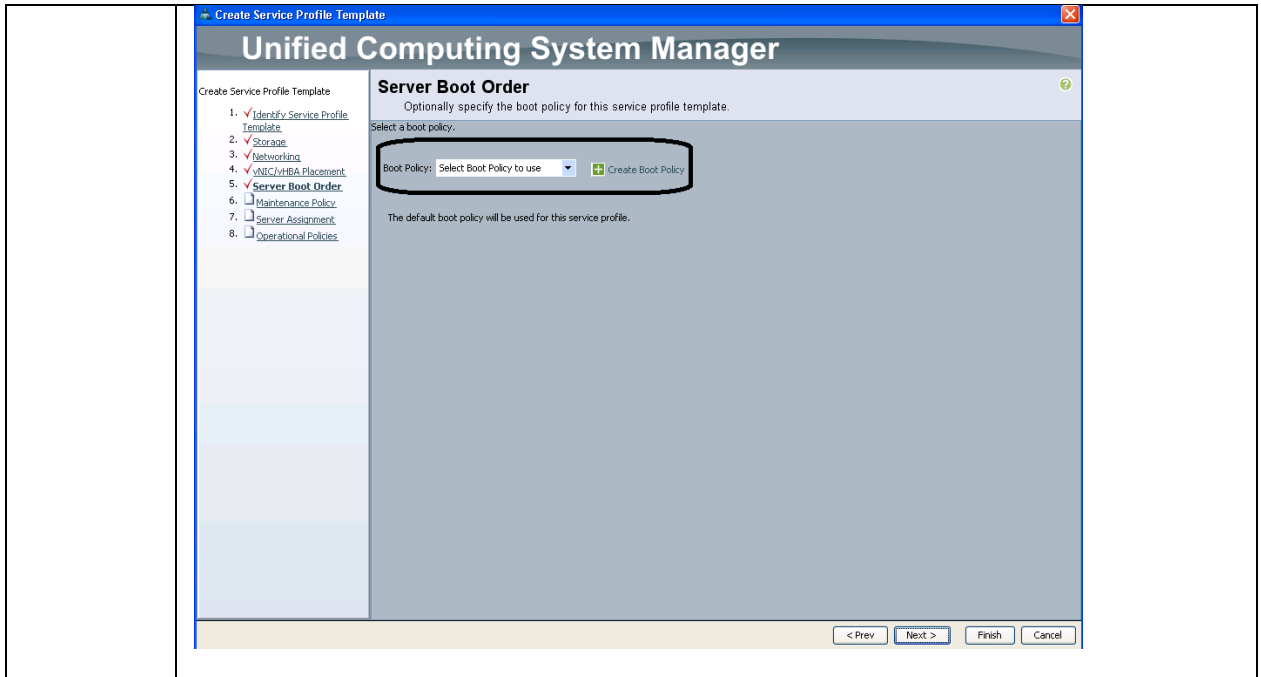 Create Service Profile Template
Unified Computing System Manager
Create Service Profile Template
1. Identify Service Profile
Template
2. Storage
3. Networking
4. vNIC/vHBA Placement
5. Server Boot Order
6. Maintenance Policy
7. Server Assignment
8. Operational Policies
Server Boot Order
Optionally specify the boot policy for this service profile template.
Select a boot policy.
Boot Policy: Select Boot Policy to use Create Boot Policy
The default boot policy will be used for this service profile.
< Prev Next > Finish Cancel